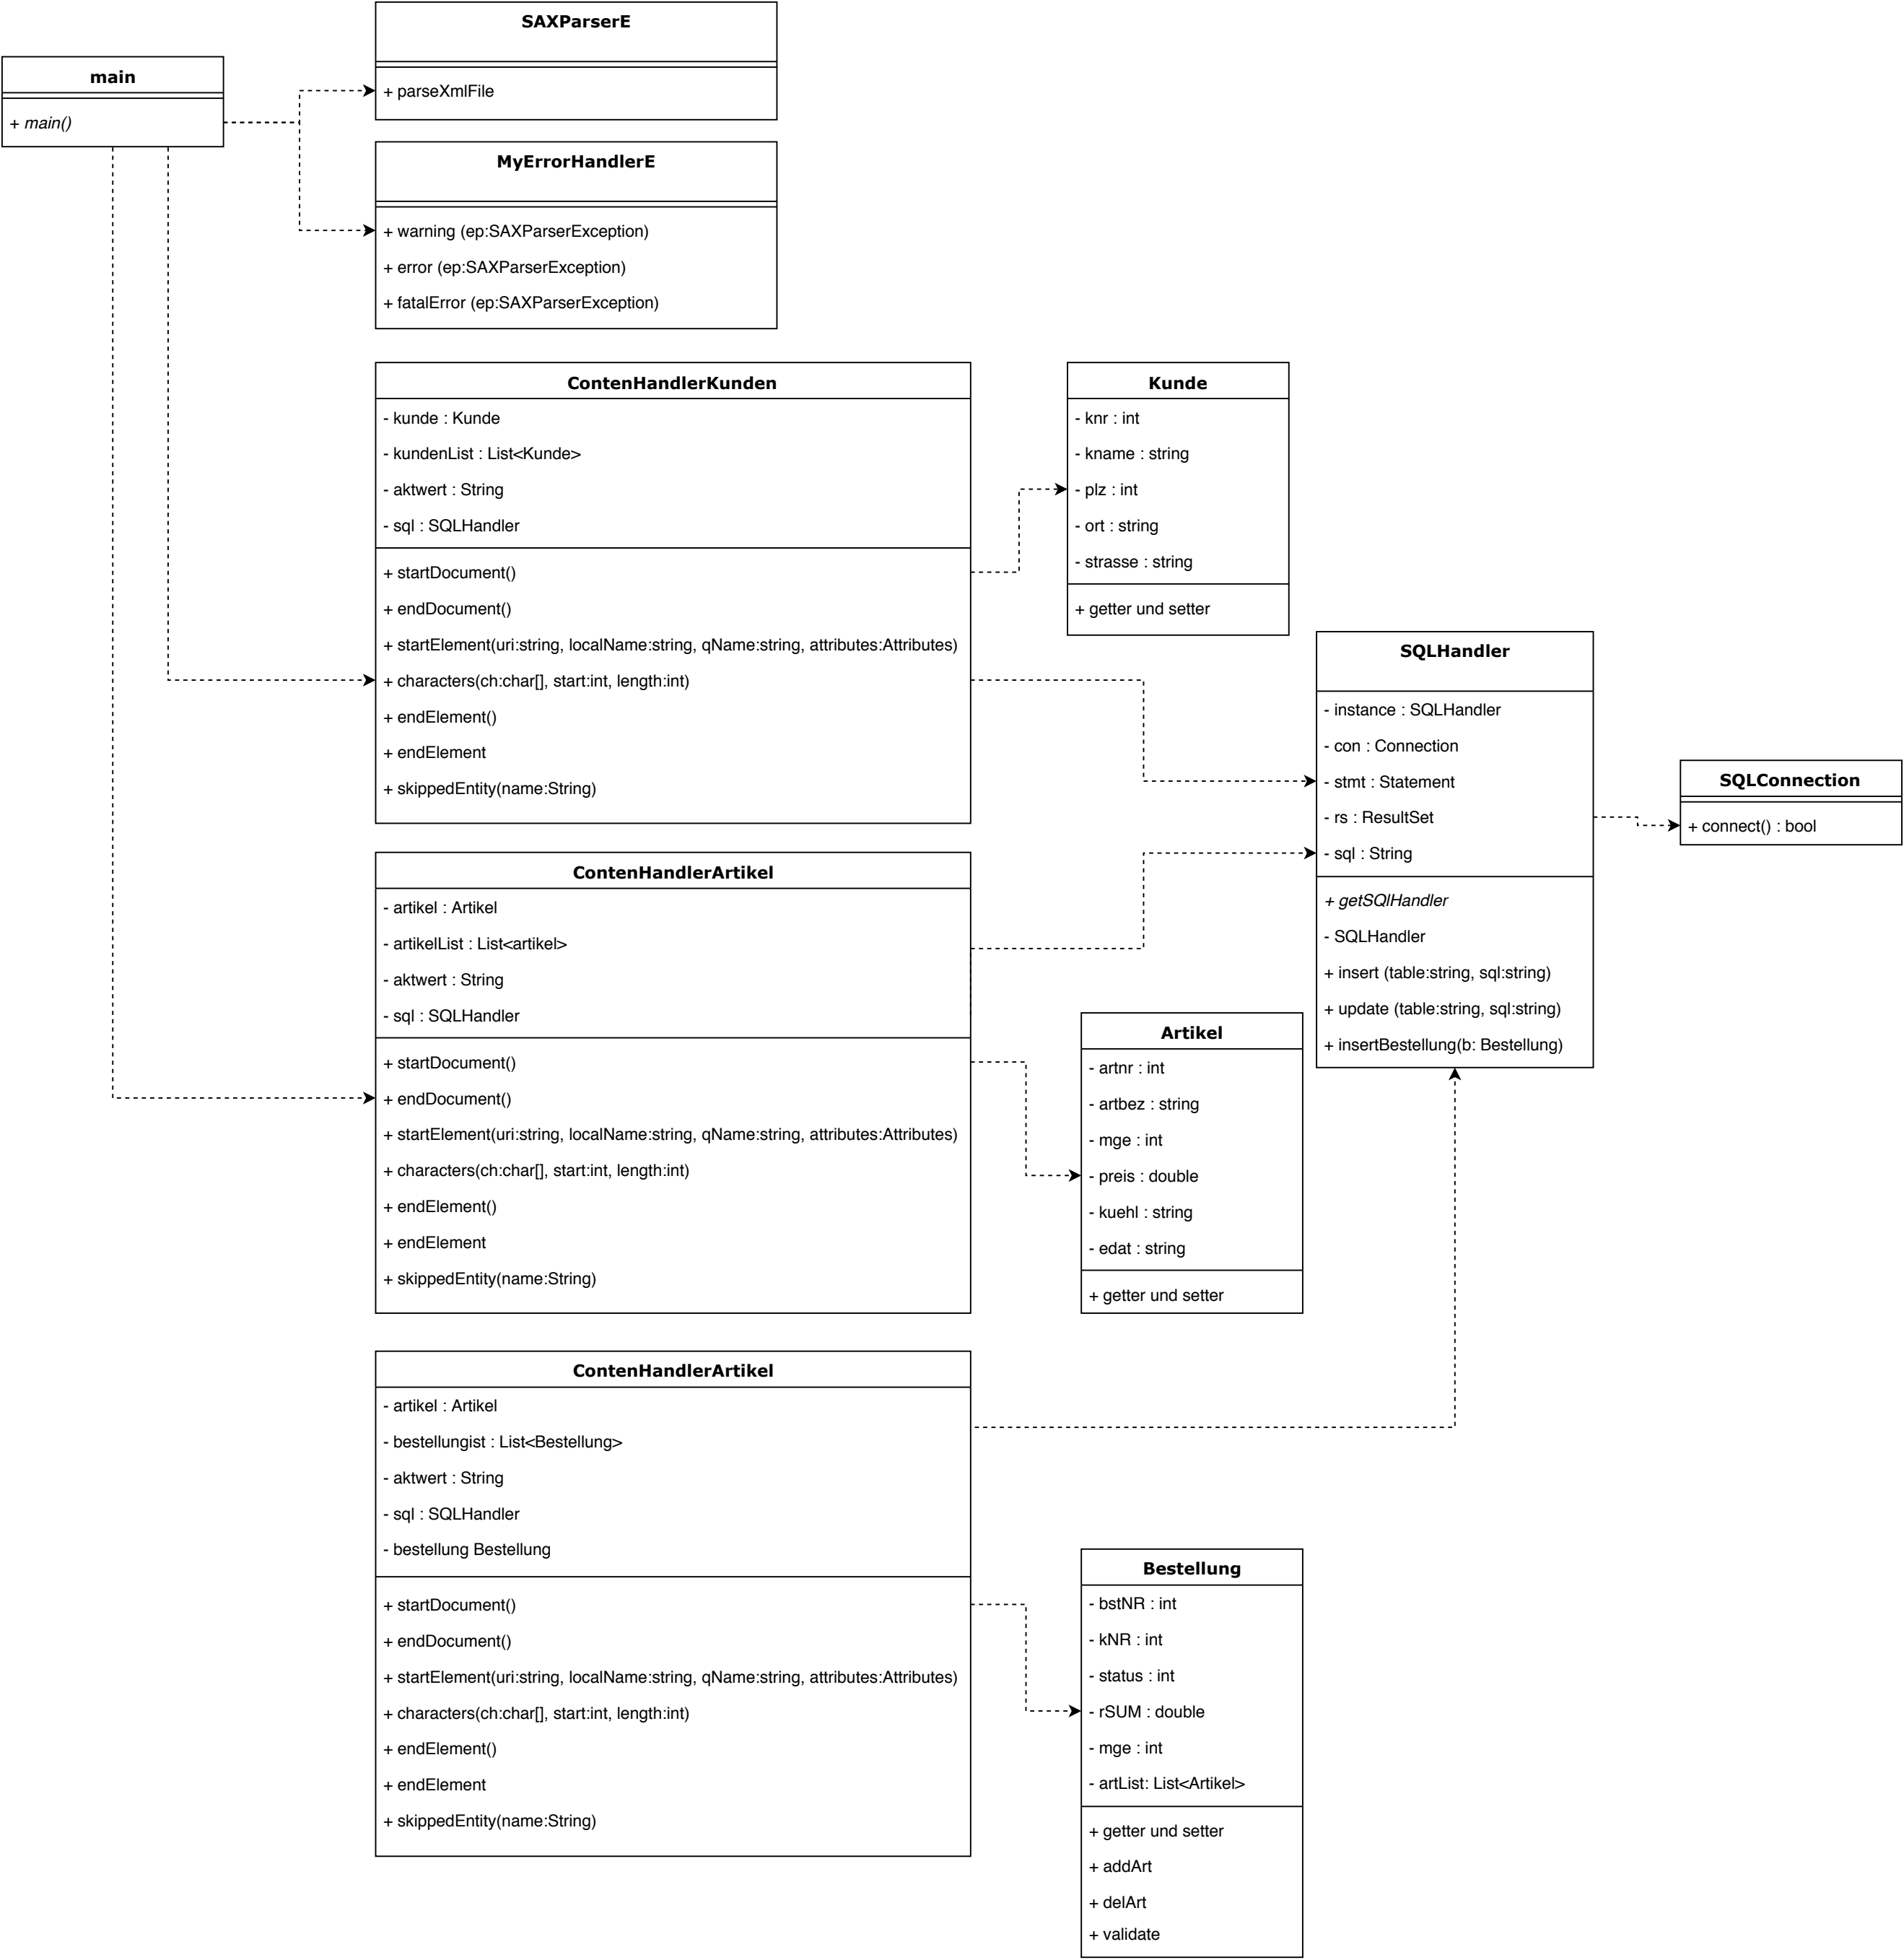 SAXParserE
+ parseXmlFile
main
+ main()
MyErrorHandlerE
+ warning (ep:SAXParserException)
+ error (ep:SAXParserException)
+ fatalError (ep:SAXParserException)
ContenHandlerKunden
- kunde : Kunde
- kundenList : List<Kunde>
- aktwert : String
- sql : SQLHandler
+ startDocument()
+ endDocument()
+ startElement(uri:string, localName:string, qName:string, attributes:Attributes)
+ characters(ch:char[], start:int, length:int)
+ endElement()
+ endElement
+ skippedEntity(name:String)
Kunde
- knr : int
- kname : string
- plz : int
- ort : string
- strasse : string
+ getter und setter
SQLHandler
- instance : SQLHandler
- con : Connection
- stmt : Statement
- rs : ResultSet
- sql : String
+ getSQlHandler
- SQLHandler
+ insert (table:string, sql:string)
+ update (table:string, sql:string)
+ insertBestellung(b: Bestellung)
SQLConnection
+ connect() : bool
ContenHandlerArtikel
- artikel : Artikel
- artikelList : List<artikel>
- aktwert : String
- sql : SQLHandler
+ startDocument()
+ endDocument()
+ startElement(uri:string, localName:string, qName:string, attributes:Attributes)
+ characters(ch:char[], start:int, length:int)
+ endElement()
+ endElement
+ skippedEntity(name:String)
Artikel
- artnr : int
- artbez : string
- mge : int
- preis : double
- kuehl : string
- edat : string
+ getter und setter
ContenHandlerArtikel
- artikel : Artikel
- bestellungist : List<Bestellung>
- aktwert : String
- sql : SQLHandler
- bestellung Bestellung
+ startDocument()
+ endDocument()
+ startElement(uri:string, localName:string, qName:string, attributes:Attributes)
+ characters(ch:char[], start:int, length:int)
+ endElement()
+ endElement
+ skippedEntity(name:String)
Bestellung
- bstNR : int
- kNR : int
- status : int
- rSUM : double
- mge : int
- artList: List<Artikel>
+ getter und setter
+ addArt
+ delArt
+ validate